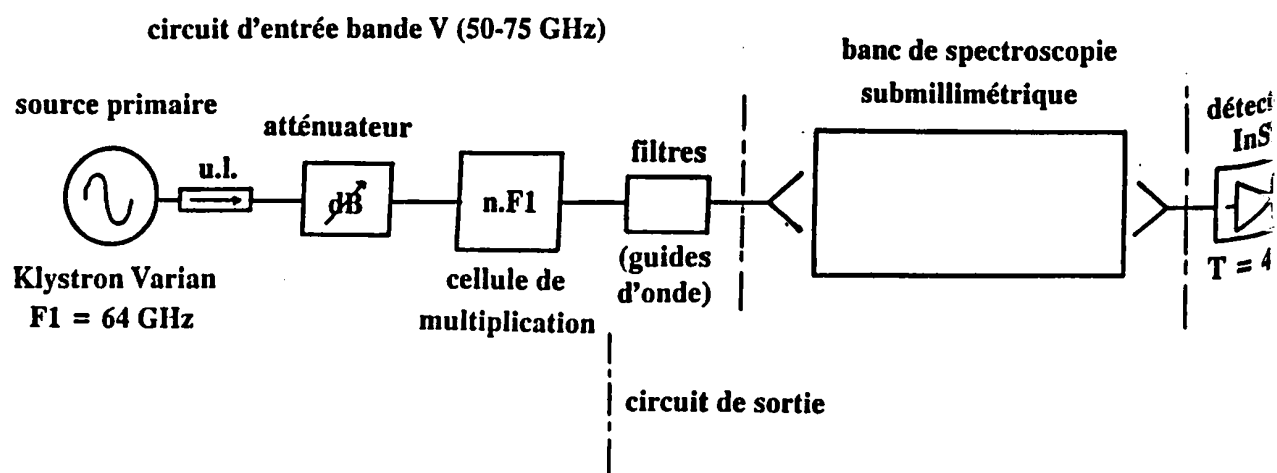 circuit d'entrée bande V (50-75 GHz)
banc de spectroscopie
submillimétrique
source primaire
atténuateur
u.l.
dB
n.F1
filtres
(guides
d'onde)
Klystron Varian
F1 = 64 GHz
cellule de
multiplication
T = 4
circuit de sortie